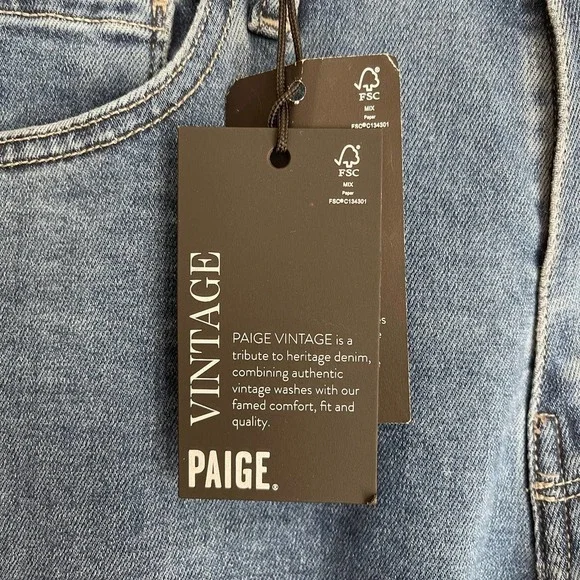 FSC
MIX
Paper
FSC®C134301
FSC
MIX
Paper
FSC®C134301
VINTAGE
PAIGE VINTAGE is a
tribute to heritage denim,
combining authentic
vintage washes with our
famed comfort, fit and
quality.
PAIGE®